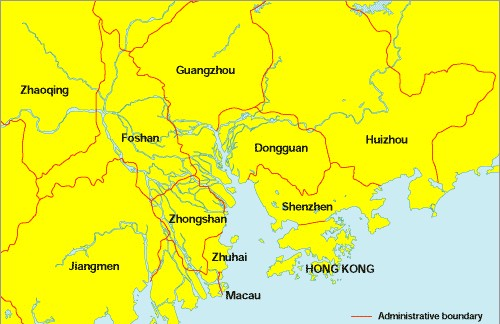 Guangzhou
Zhaoqing
Foshan
Huizhou
Dongguan
Shenzhen
Zhongshan
Zhuhai
Jiangmen
HONG KONG
Macau
Administrative boundary